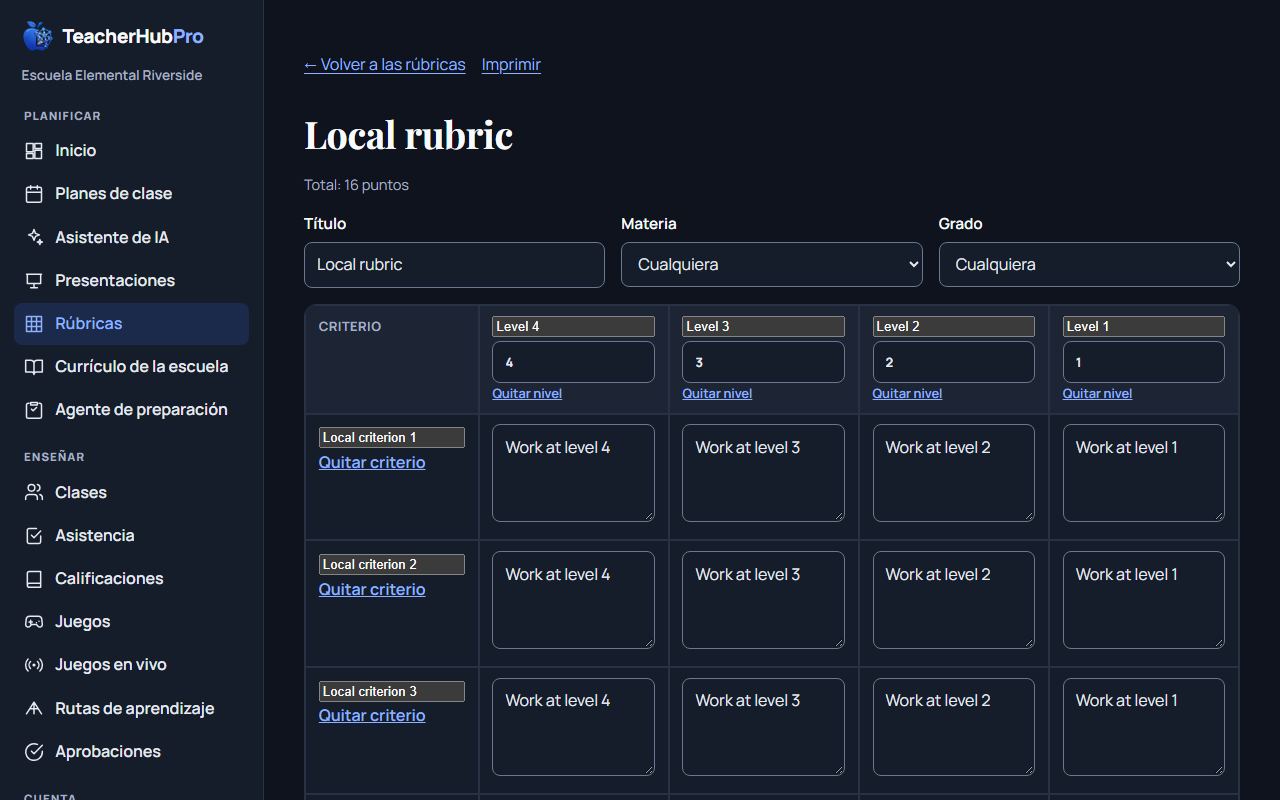 TeacherHubPro
Escuela Elemental Riverside
PLANIFICAR
Inicio
Planes de clase
Asistente de IA
Presentaciones
Rúbricas
Currículo de la escuela
Agente de preparación
ENSEÑAR
Clases
Asistencia
Calificaciones
Juegos
Juegos en vivo
Rutas de aprendizaje
Aprobaciones
CUENTA
← Volver a las rúbricas Imprimir
Local rubric
Total: 16 puntos
Título Materia Grado
Local rubric Cualquiera Cualquiera
CRITERIO Level 4 Level 3 Level 2 Level 1
4 3 2 1
Quitar nivel Quitar nivel Quitar nivel Quitar nivel
Local criterion 1 Work at level 4 Work at level 3 Work at level 2 Work at level 1
Quitar criterio
Local criterion 2 Work at level 4 Work at level 3 Work at level 2 Work at level 1
Quitar criterio
Local criterion 3 Work at level 4 Work at level 3 Work at level 2 Work at level 1
Quitar criterio